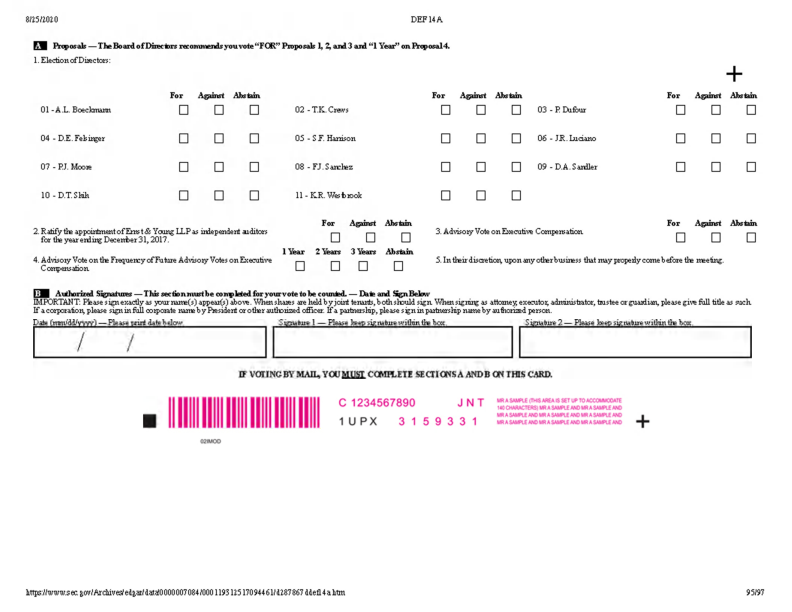 8/25/2020 DEF 14A
A Proposals — The Board of Directors recommends you vote “FOR” Proposals 1, 2, and 3 and “1 Year” on Proposal 4.
1. Election of Directors:
+
For Against Abstain For Against Abstain For Against Abstain
01 - A.L. Boeckmann 02 - T.K. Crews 03 - P. Dufour
04 - D.E. Felsinger 05 - S.F. Harrison 06 - J.R. Luciano
07 - P.J. Moore 08 - F.J. Sanchez 09 - D.A. Sandler
10 - D.T. Shih 11 - K.R. Westbrook
For Against Abstain For Against Abstain
2. Ratify the appointment of Ernst & Young LLP as independent auditors
for the year ending December 31, 2017.
3. Advisory Vote on Executive Compensation.
1 Year 2 Years 3 Years Abstain
4. Advisory Vote on the Frequency of Future Advisory Votes on Executive
Compensation.
5. In their discretion, upon any other business that may properly come before the meeting.
B Authorized Signatures — This section must be completed for your vote to be counted. — Date and Sign Below
IMPORTANT: Please sign exactly as your name(s) appear(s) above. When shares are held by joint tenants, both should sign. When signing as attorney, executor, administrator, trustee or guardian, please give full title as such.
If a corporation, please sign in full corporate name by President or other authorized officer. If a partnership, please sign in partnership name by authorized person.
Date (mm/dd/yyyy) — Please print date below. Signature 1 — Please keep signature within the box. Signature 2 — Please keep signature within the box.
/ /
IF VOTING BY MAIL, YOU MUST COMPLETE SECTIONS A AND B ON THIS CARD.
C 1234567890 J N T
1 U P X 3 1 5 9 3 3 1
MR A SAMPLE (THIS AREA IS SET UP TO ACCOMMODATE
140 CHARACTERS) MR A SAMPLE AND MR A SAMPLE AND
MR A SAMPLE AND MR A SAMPLE AND MR A SAMPLE AND
MR A SAMPLE AND MR A SAMPLE AND MR A SAMPLE AND
+
02IMOD
https://www.sec.gov/Archives/edgar/data/0000007084/000119312517094461/d287867ddef14a.htm 95/97